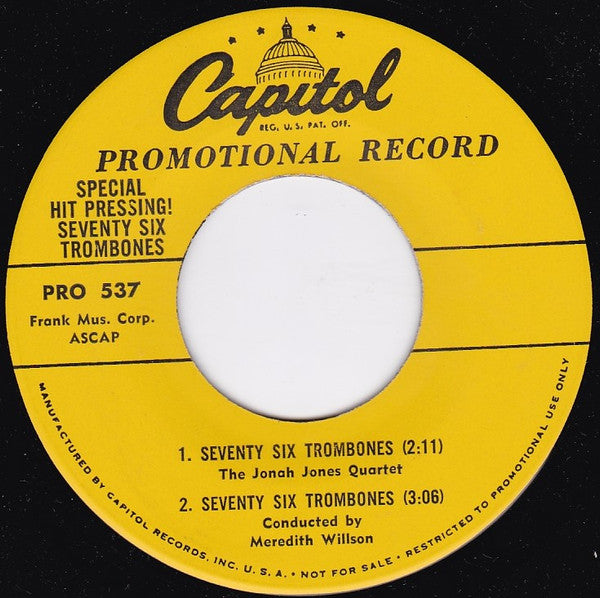 Capitol
REG. U. S. PAT. OFF.
PROMOTIONAL RECORD
SPECIAL
HIT PRESSING!
SEVENTY SIX
TROMBONES
PRO 537
Frank Mus. Corp.
ASCAP
1. SEVENTY SIX TROMBONES (2:11)
The Jonah Jones Quartet
2. SEVENTY SIX TROMBONES (3:06)
Conducted by
Meredith Willson
MANUFACTURED BY CAPITOL RECORDS, INC. U. S. A. • NOT FOR SALE • RESTRICTED TO PROMOTIONAL USE ONLY